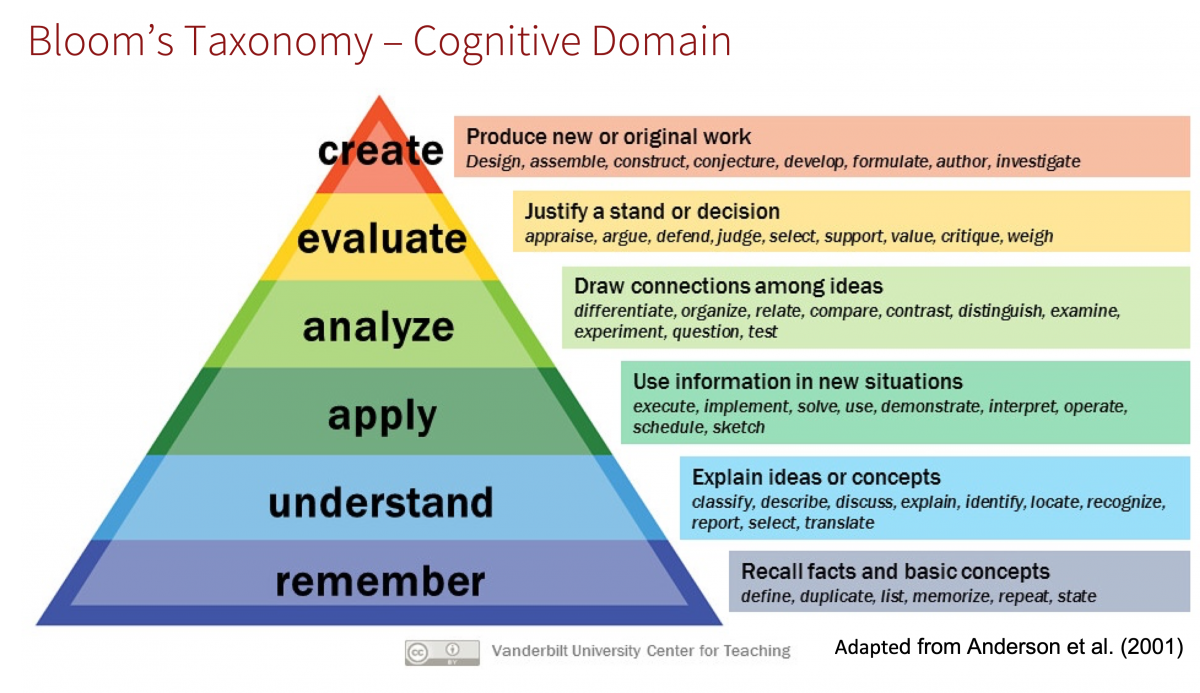 Bloom's Taxonomy – Cognitive Domain
create
Produce new or original work
Design, assemble, construct, conjecture, develop, formulate, author, investigate
evaluate
Justify a stand or decision
appraise, argue, defend, judge, select, support, value, critique, weigh
analyze
Draw connections among ideas
differentiate, organize, relate, compare, contrast, distinguish, examine,
experiment, question, test
apply
Use information in new situations
execute, implement, solve, use, demonstrate, interpret, operate,
schedule, sketch
understand
Explain ideas or concepts
classify, describe, discuss, explain, identify, locate, recognize,
report, select, translate
remember
Recall facts and basic concepts
define, duplicate, list, memorize, repeat, state
cc BY
Vanderbilt University Center for Teaching
Adapted from Anderson et al. (2001)